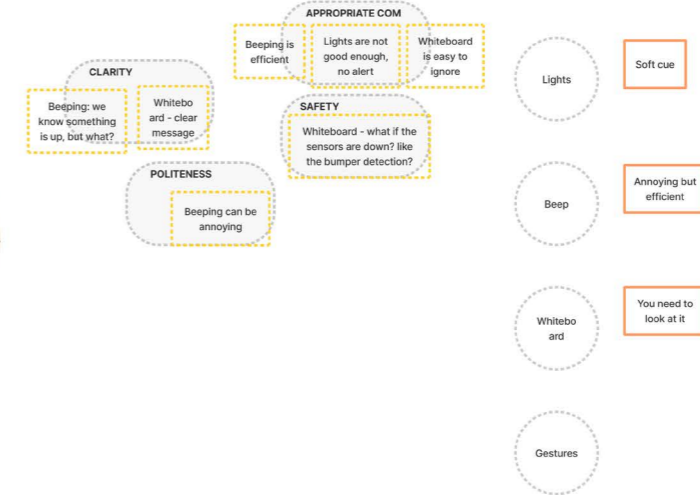 APPROPRIATE COM
Beeping is
efficient
Lights are not
good enough,
no alert
Whiteboard
is easy to
ignore
CLARITY
Beeping: we
know something
is up, but what?
Whitebo
ard - clear
message
SAFETY
Whiteboard - what if the
sensors are down? like
the bumper detection?
POLITENESS
Beeping can be
annoying
Lights
Soft cue
Beep
Annoying but
efficient
Whitebo
ard
You need to
look at it
Gestures